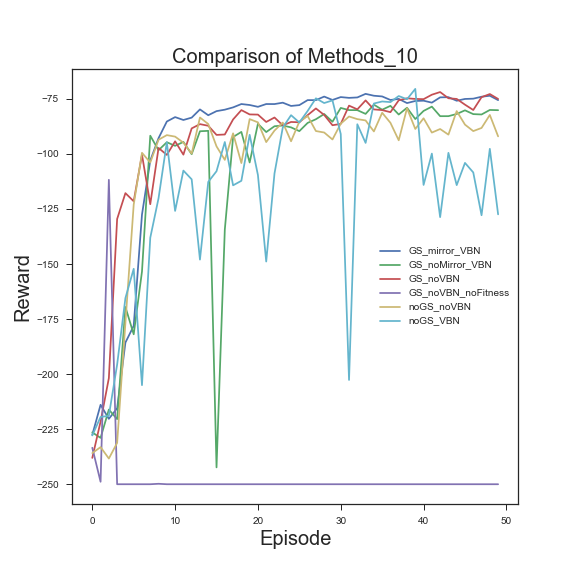 Comparison of Methods_10
Reward
−75
−100
−125
−150
−175
−200
−225
−250
GS_mirror_VBN
GS_noMirror_VBN
GS_noVBN
GS_noVBN_noFitness
noGS_noVBN
noGS_VBN
0 10 20 30 40 50
Episode